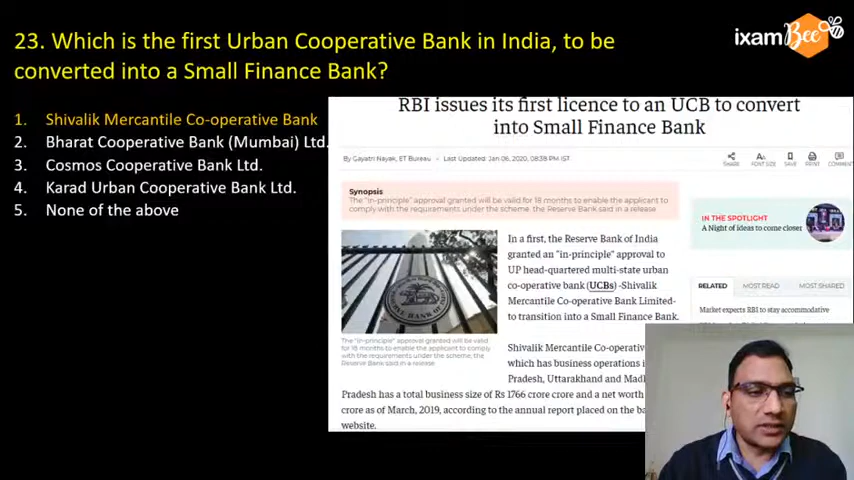 23. Which is the first Urban Cooperative Bank in India, to be
converted into a Small Finance Bank?
ixamBee
1. Shivalik Mercantile Co-operative Bank
2. Bharat Cooperative Bank (Mumbai) Ltd.
3. Cosmos Cooperative Bank Ltd.
4. Karad Urban Cooperative Bank Ltd.
5. None of the above
RBI issues its first licence to an UCB to convert
into Small Finance Bank
By Gayatri Nayak, ET Bureau • Last Updated: Jan 06, 2020, 08:38 PM IST
SHARE FONT SIZE SAVE PRINT COMMENT
Synopsis
The "in-principle" approval granted will be valid for 18 months to enable the applicant to
comply with the requirements under the scheme, the Reserve Bank said in a release
In a first, the Reserve Bank of India
granted an "in-principle" approval to
UP head-quartered multi-state urban
co-operative bank (UCBs) -Shivalik
Mercantile Co-operative Bank Limited-
to transition into a Small Finance Bank.
The "in-principle" approval granted will be valid
for 18 months to enable the applicant to comply
with the requirements under the scheme, the
Reserve Bank said in a release
Shivalik Mercantile Co-operativ
which has business operations i
Pradesh, Uttarakhand and Mad
Pradesh has a total business size of Rs 1766 crore crore and a net worth
crore as of March, 2019, according to the annual report placed on the ba
website.
IN THE SPOTLIGHT
A Night of ideas to come closer
RELATED MOST READ MOST SHARED
Market experts RBI to stay accommodative